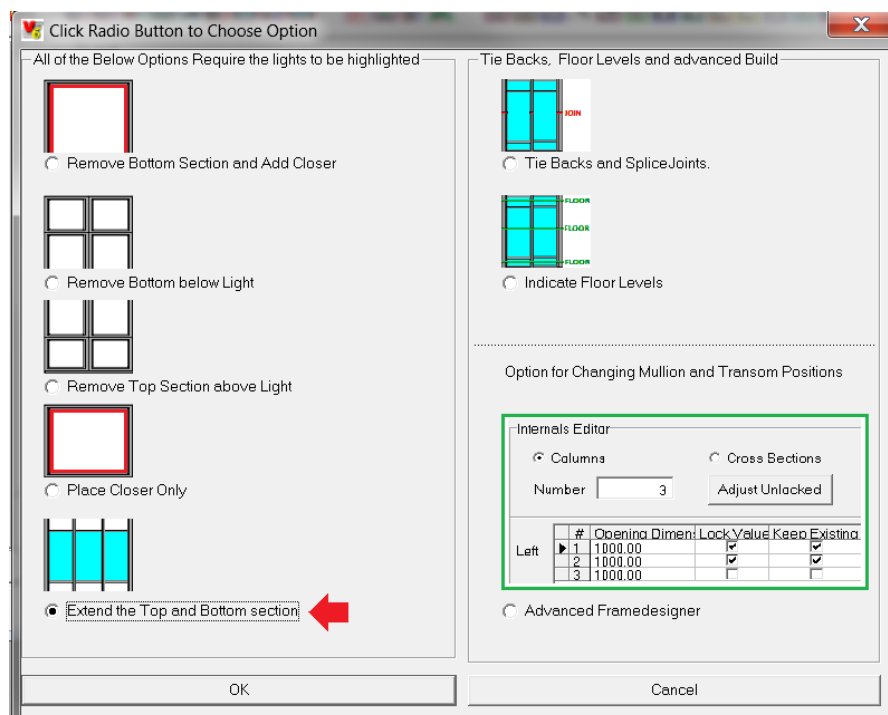 Click Radio Button to Choose Option
X
All of the Below Options Require the lights to be highlighted
Remove Bottom Section and Add Closer
Remove Bottom below Light
Remove Top Section above Light
Place Closer Only
Extend the Top and Bottom section
OK
Tie Backs, Floor Levels and advanced Build
JOIN
Tie Backs and SpliceJoints.
FLOOR
FLOOR
FLOOR
Indicate Floor Levels
Option for Changing Mullion and Transom Positions
Internals Editor
Columns Cross Sections
Number 3 Adjust Unlocked
# Opening Dimen: Lock Value Keep Existing
Left 1 1000.00
2 1000.00
3 1000.00
Advanced Framedesigner
Cancel